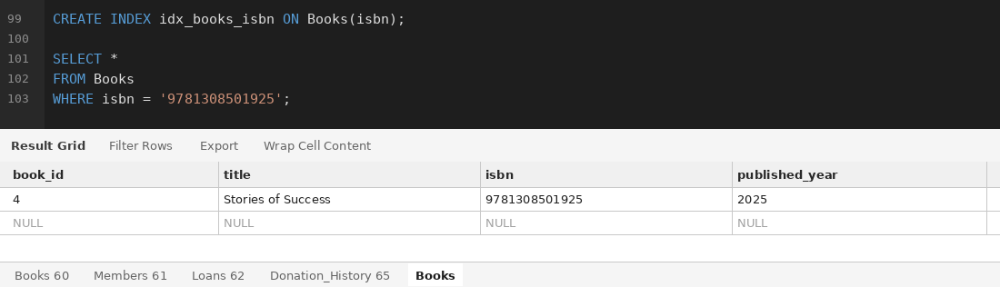 99 CREATE INDEX idx_books_isbn ON Books(isbn);
100
101 SELECT *
102 FROM Books
103 WHERE isbn = '9781308501925';
Result Grid Filter Rows Export Wrap Cell Content
book_id title isbn published_year
4 Stories of Success 9781308501925 2025
NULL NULL NULL NULL
Books 60 Members 61 Loans 62 Donation_History 65 Books